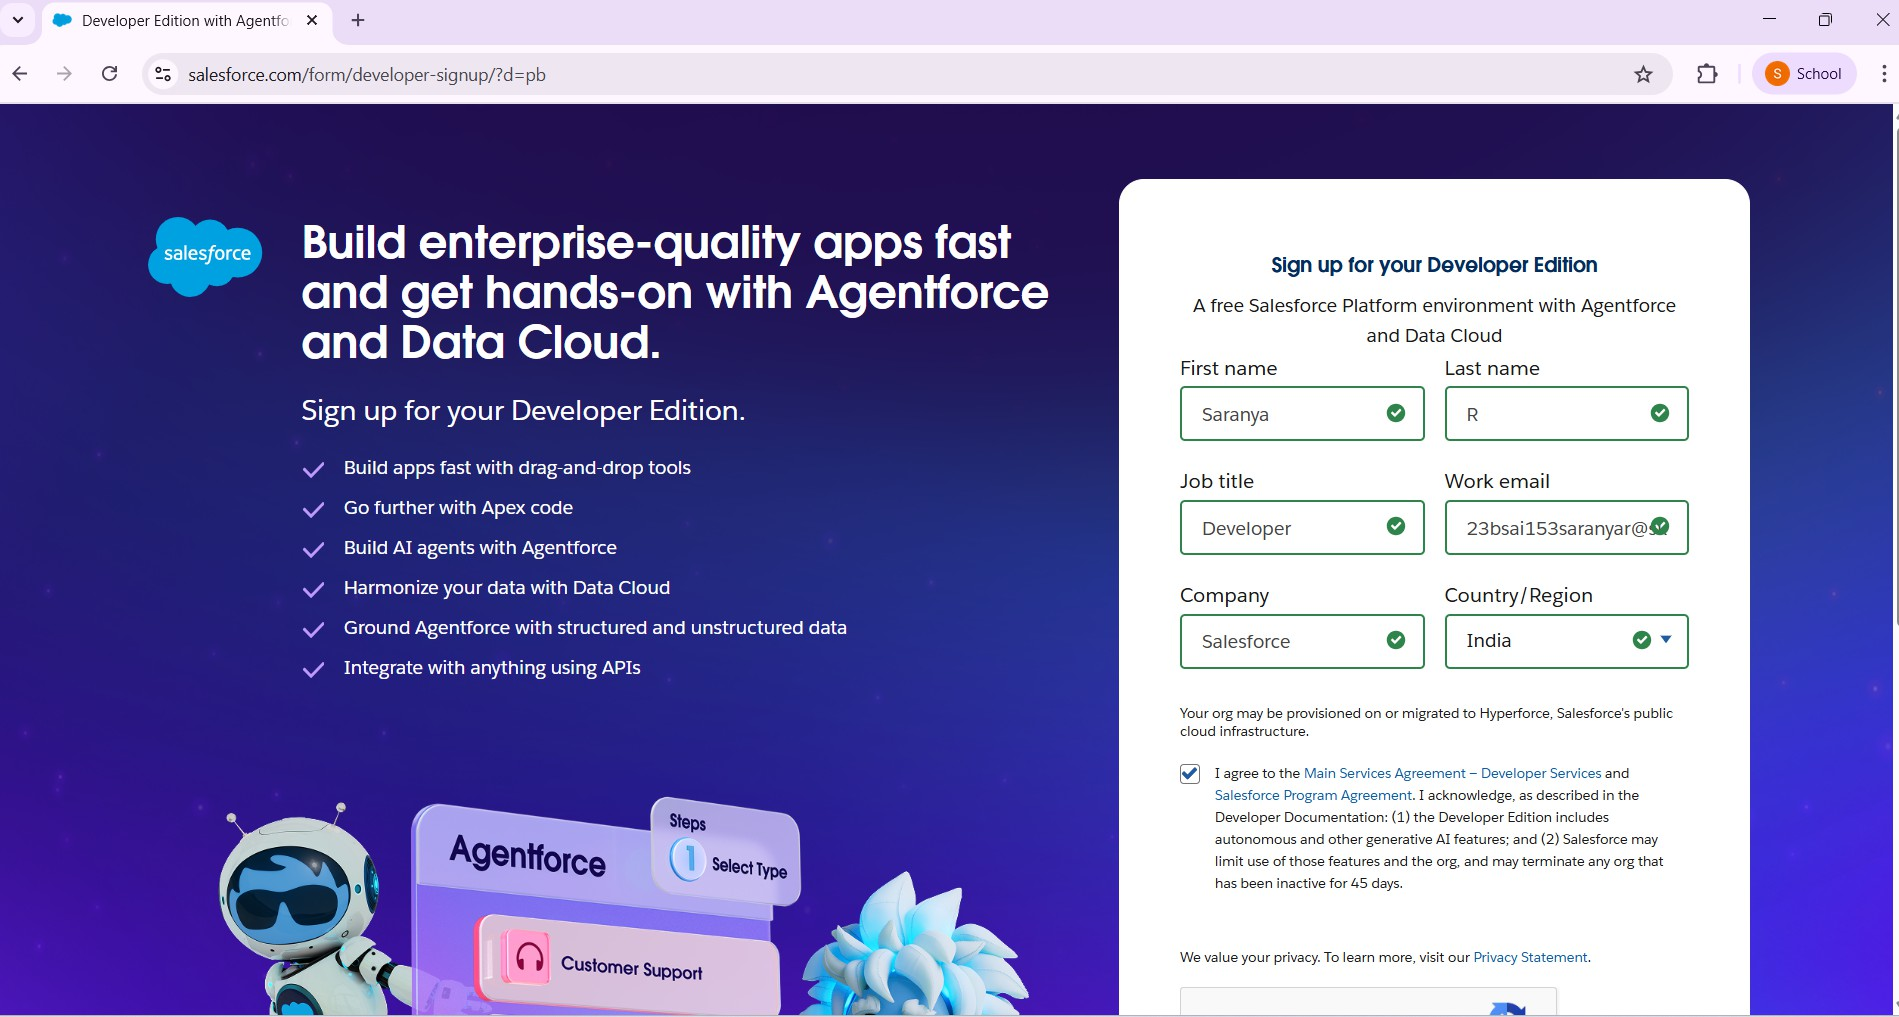 Developer Edition with Agentfo
salesforce.com/form/developer-signup/?d=pb
S School
salesforce
Build enterprise-quality apps fast
and get hands-on with Agentforce
and Data Cloud.
Sign up for your Developer Edition.
Build apps fast with drag-and-drop tools
Go further with Apex code
Build AI agents with Agentforce
Harmonize your data with Data Cloud
Ground Agentforce with structured and unstructured data
Integrate with anything using APIs
Agentforce
Steps
1 Select Type
Customer Support
Sign up for your Developer Edition
A free Salesforce Platform environment with Agentforce
and Data Cloud
First name Last name
Saranya R
Job title Work email
Developer 23bsai153saranyar@
Company Country/Region
Salesforce India
Your org may be provisioned on or migrated to Hyperforce, Salesforce's public
cloud infrastructure.
I agree to the Main Services Agreement – Developer Services and
Salesforce Program Agreement. I acknowledge, as described in the
Developer Documentation: (1) the Developer Edition includes
autonomous and other generative AI features; and (2) Salesforce may
limit use of those features and the org, and may terminate any org that
has been inactive for 45 days.
We value your privacy. To learn more, visit our Privacy Statement.